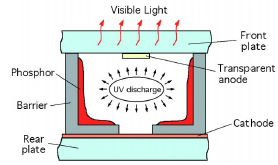 Visible Light
Front
plate
Phosphor
Transparent
anode
UV discharge
Barrier
Cathode
Rear
plate